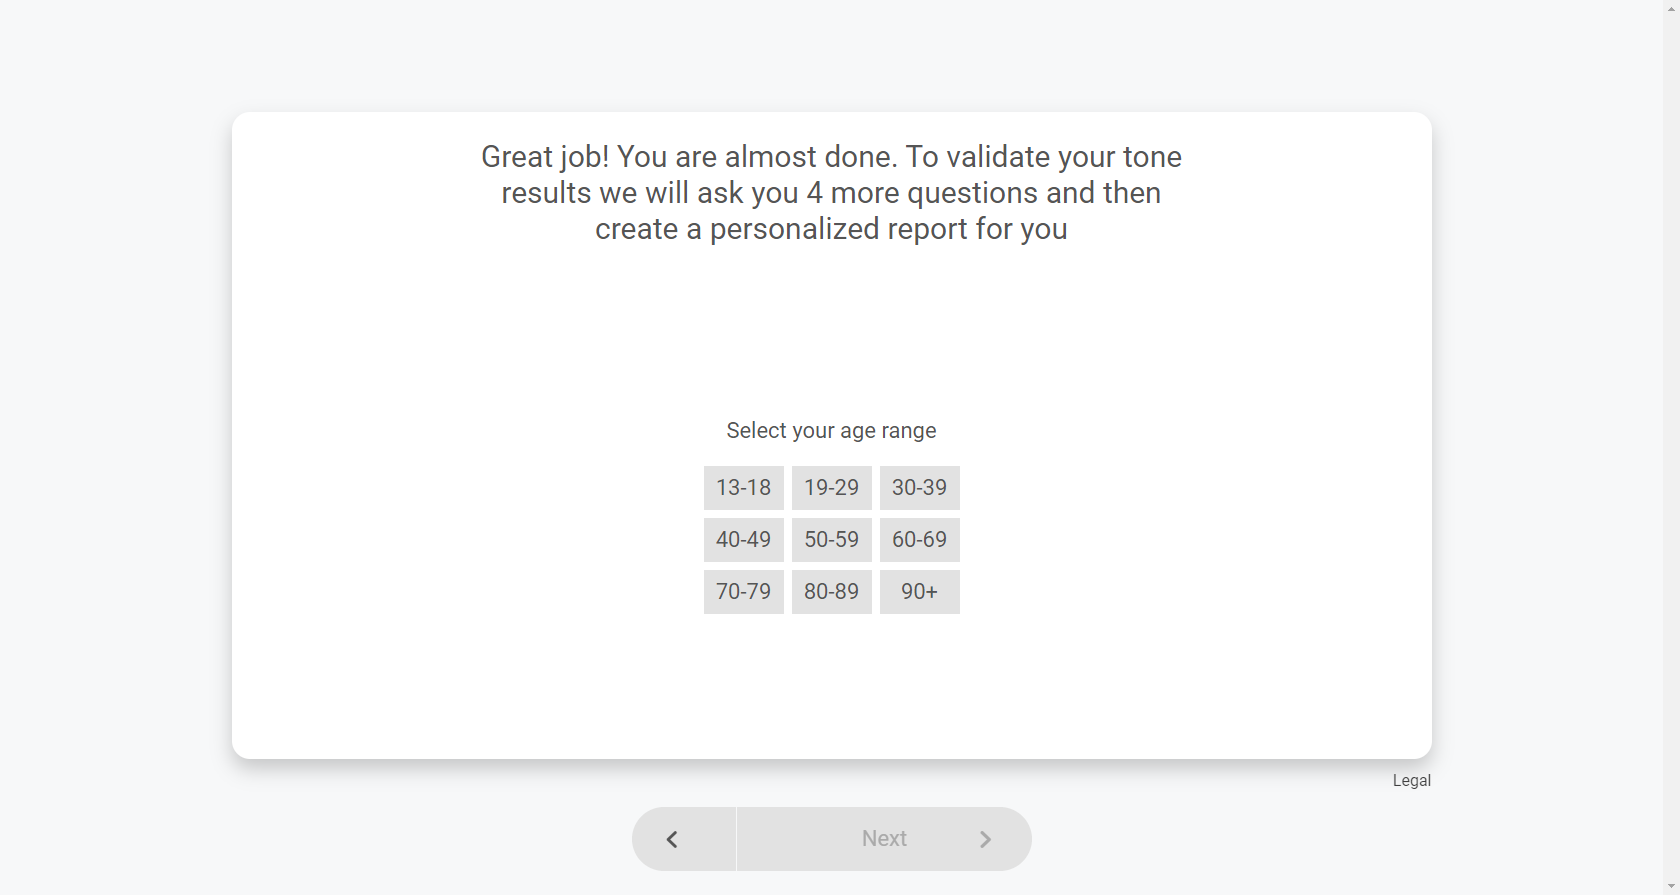 Great job! You are almost done. To validate your tone
results we will ask you 4 more questions and then
create a personalized report for you
Select your age range
13-18 19-29 30-39
40-49 50-59 60-69
70-79 80-89 90+
Legal
Next